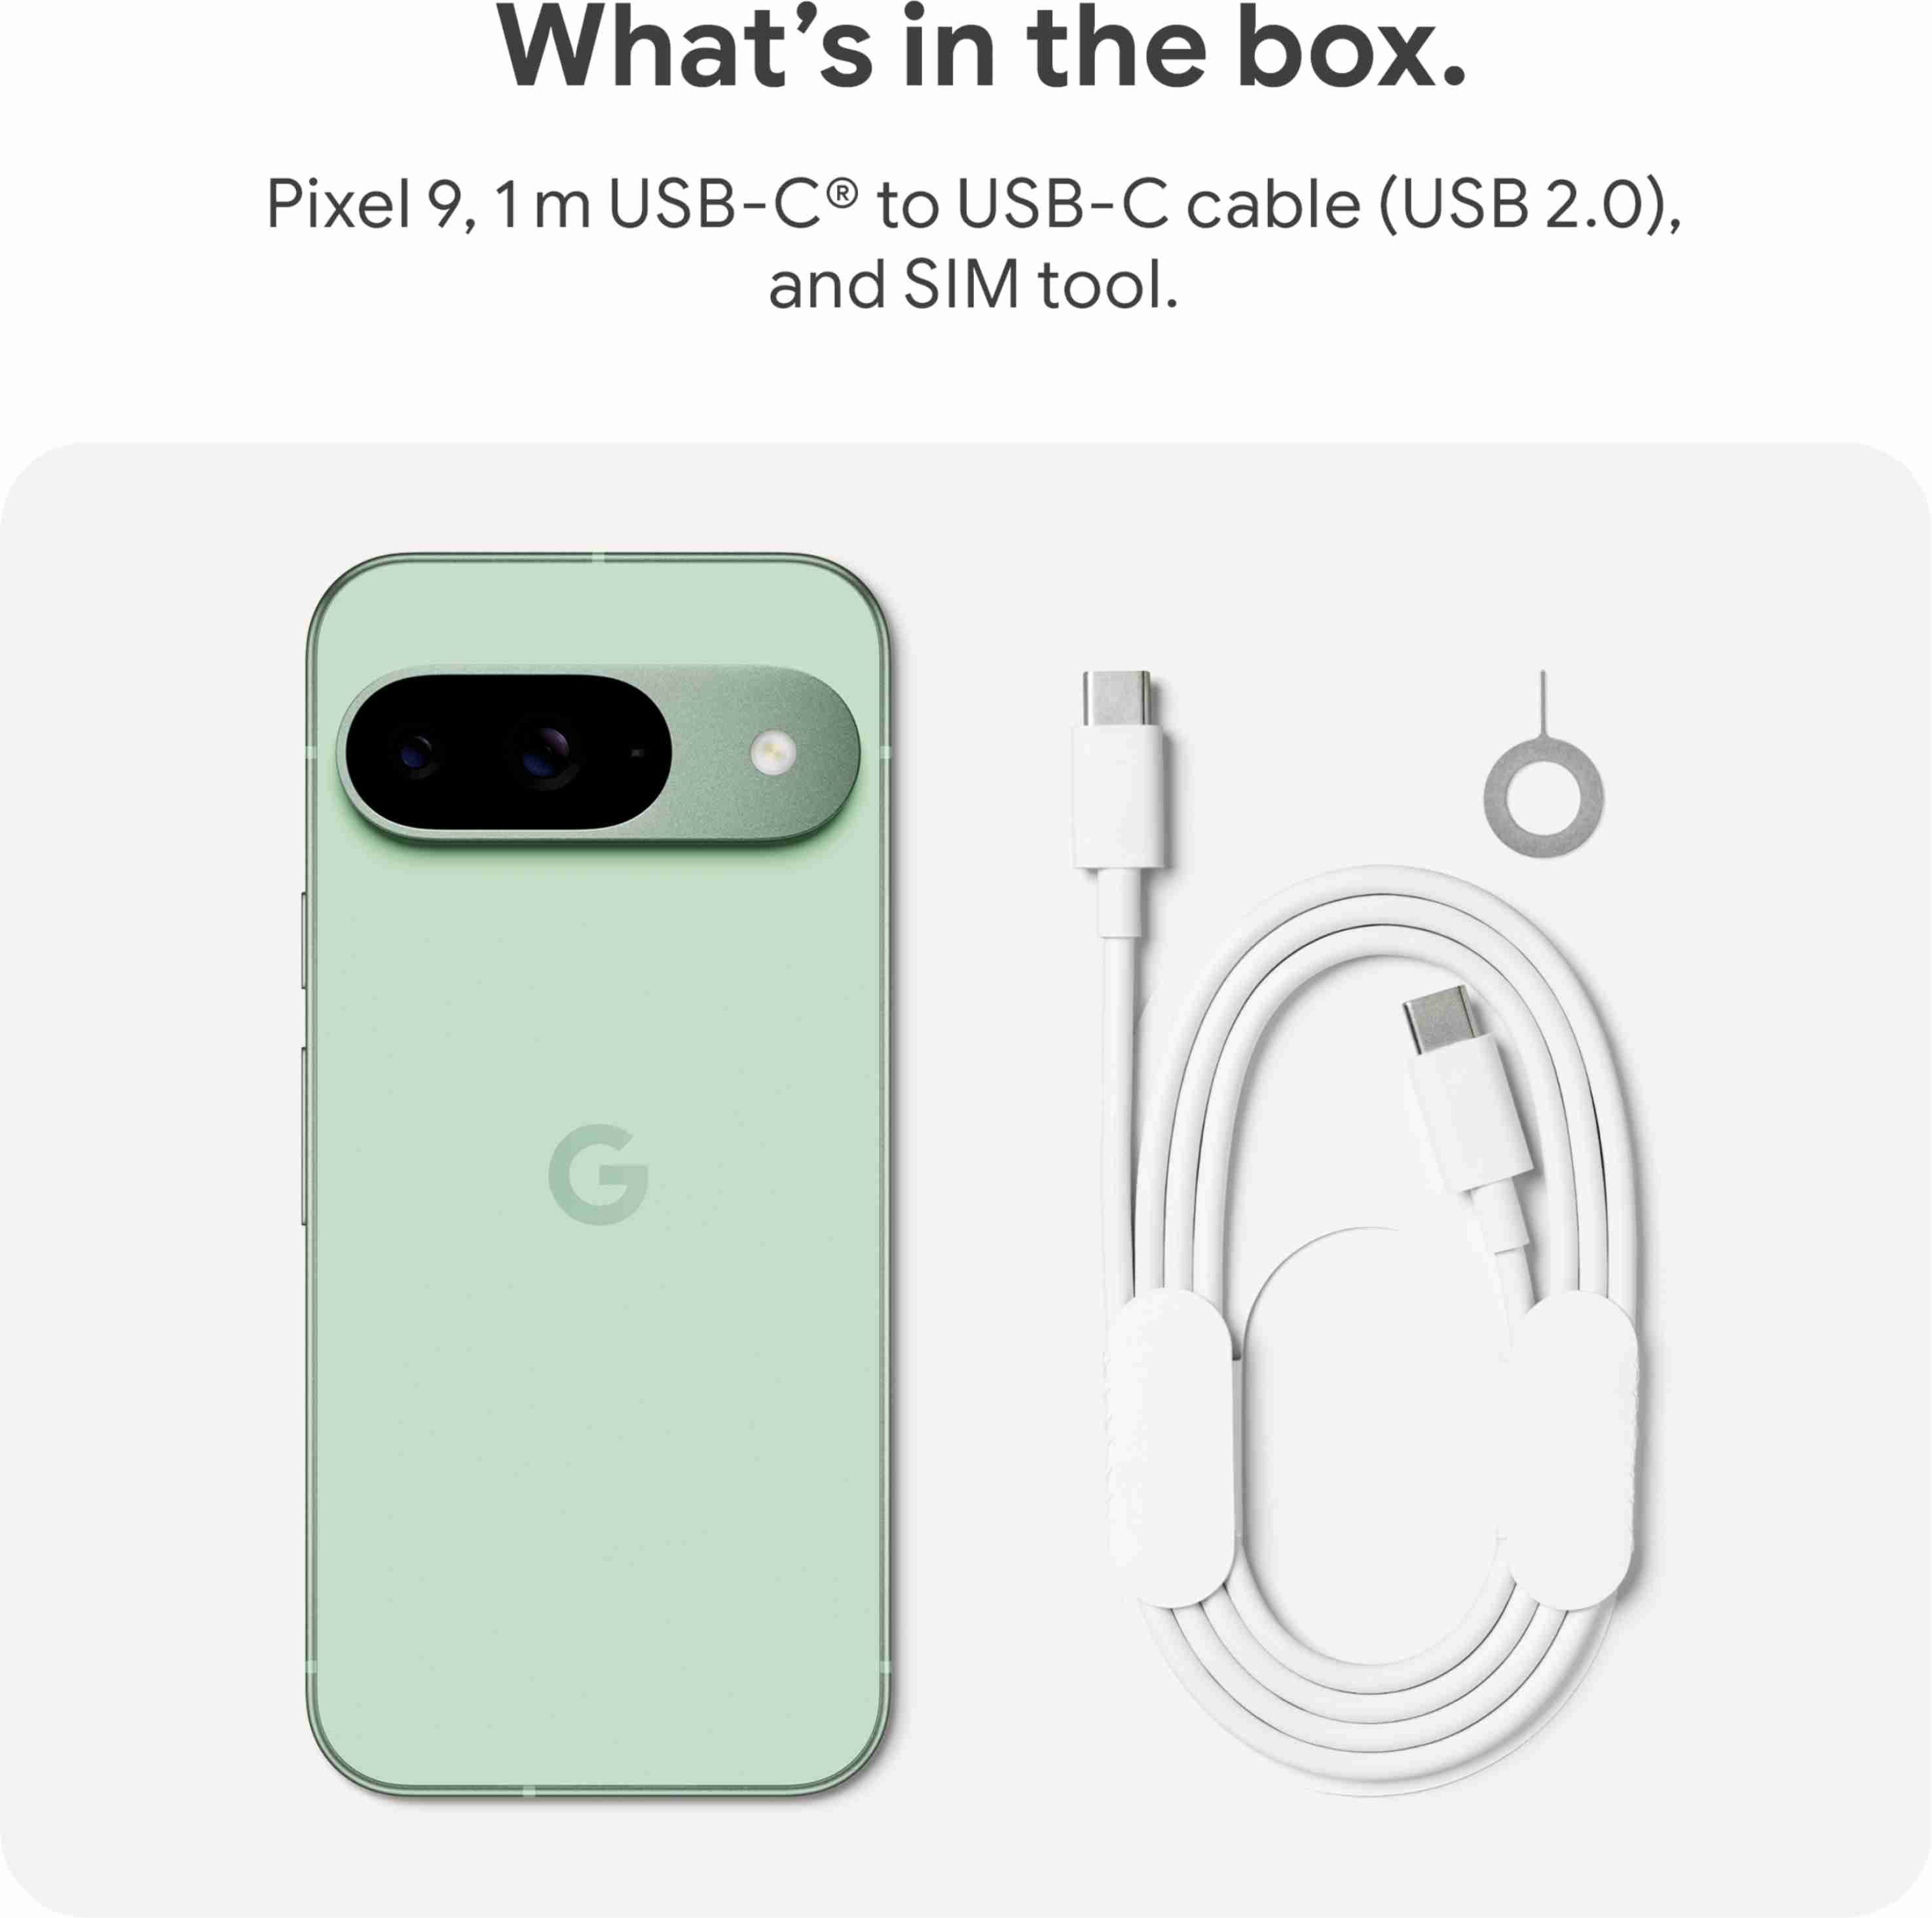 What's in the box.
Pixel 9, 1 m USB-C® to USB-C cable (USB 2.0),
and SIM tool.
G